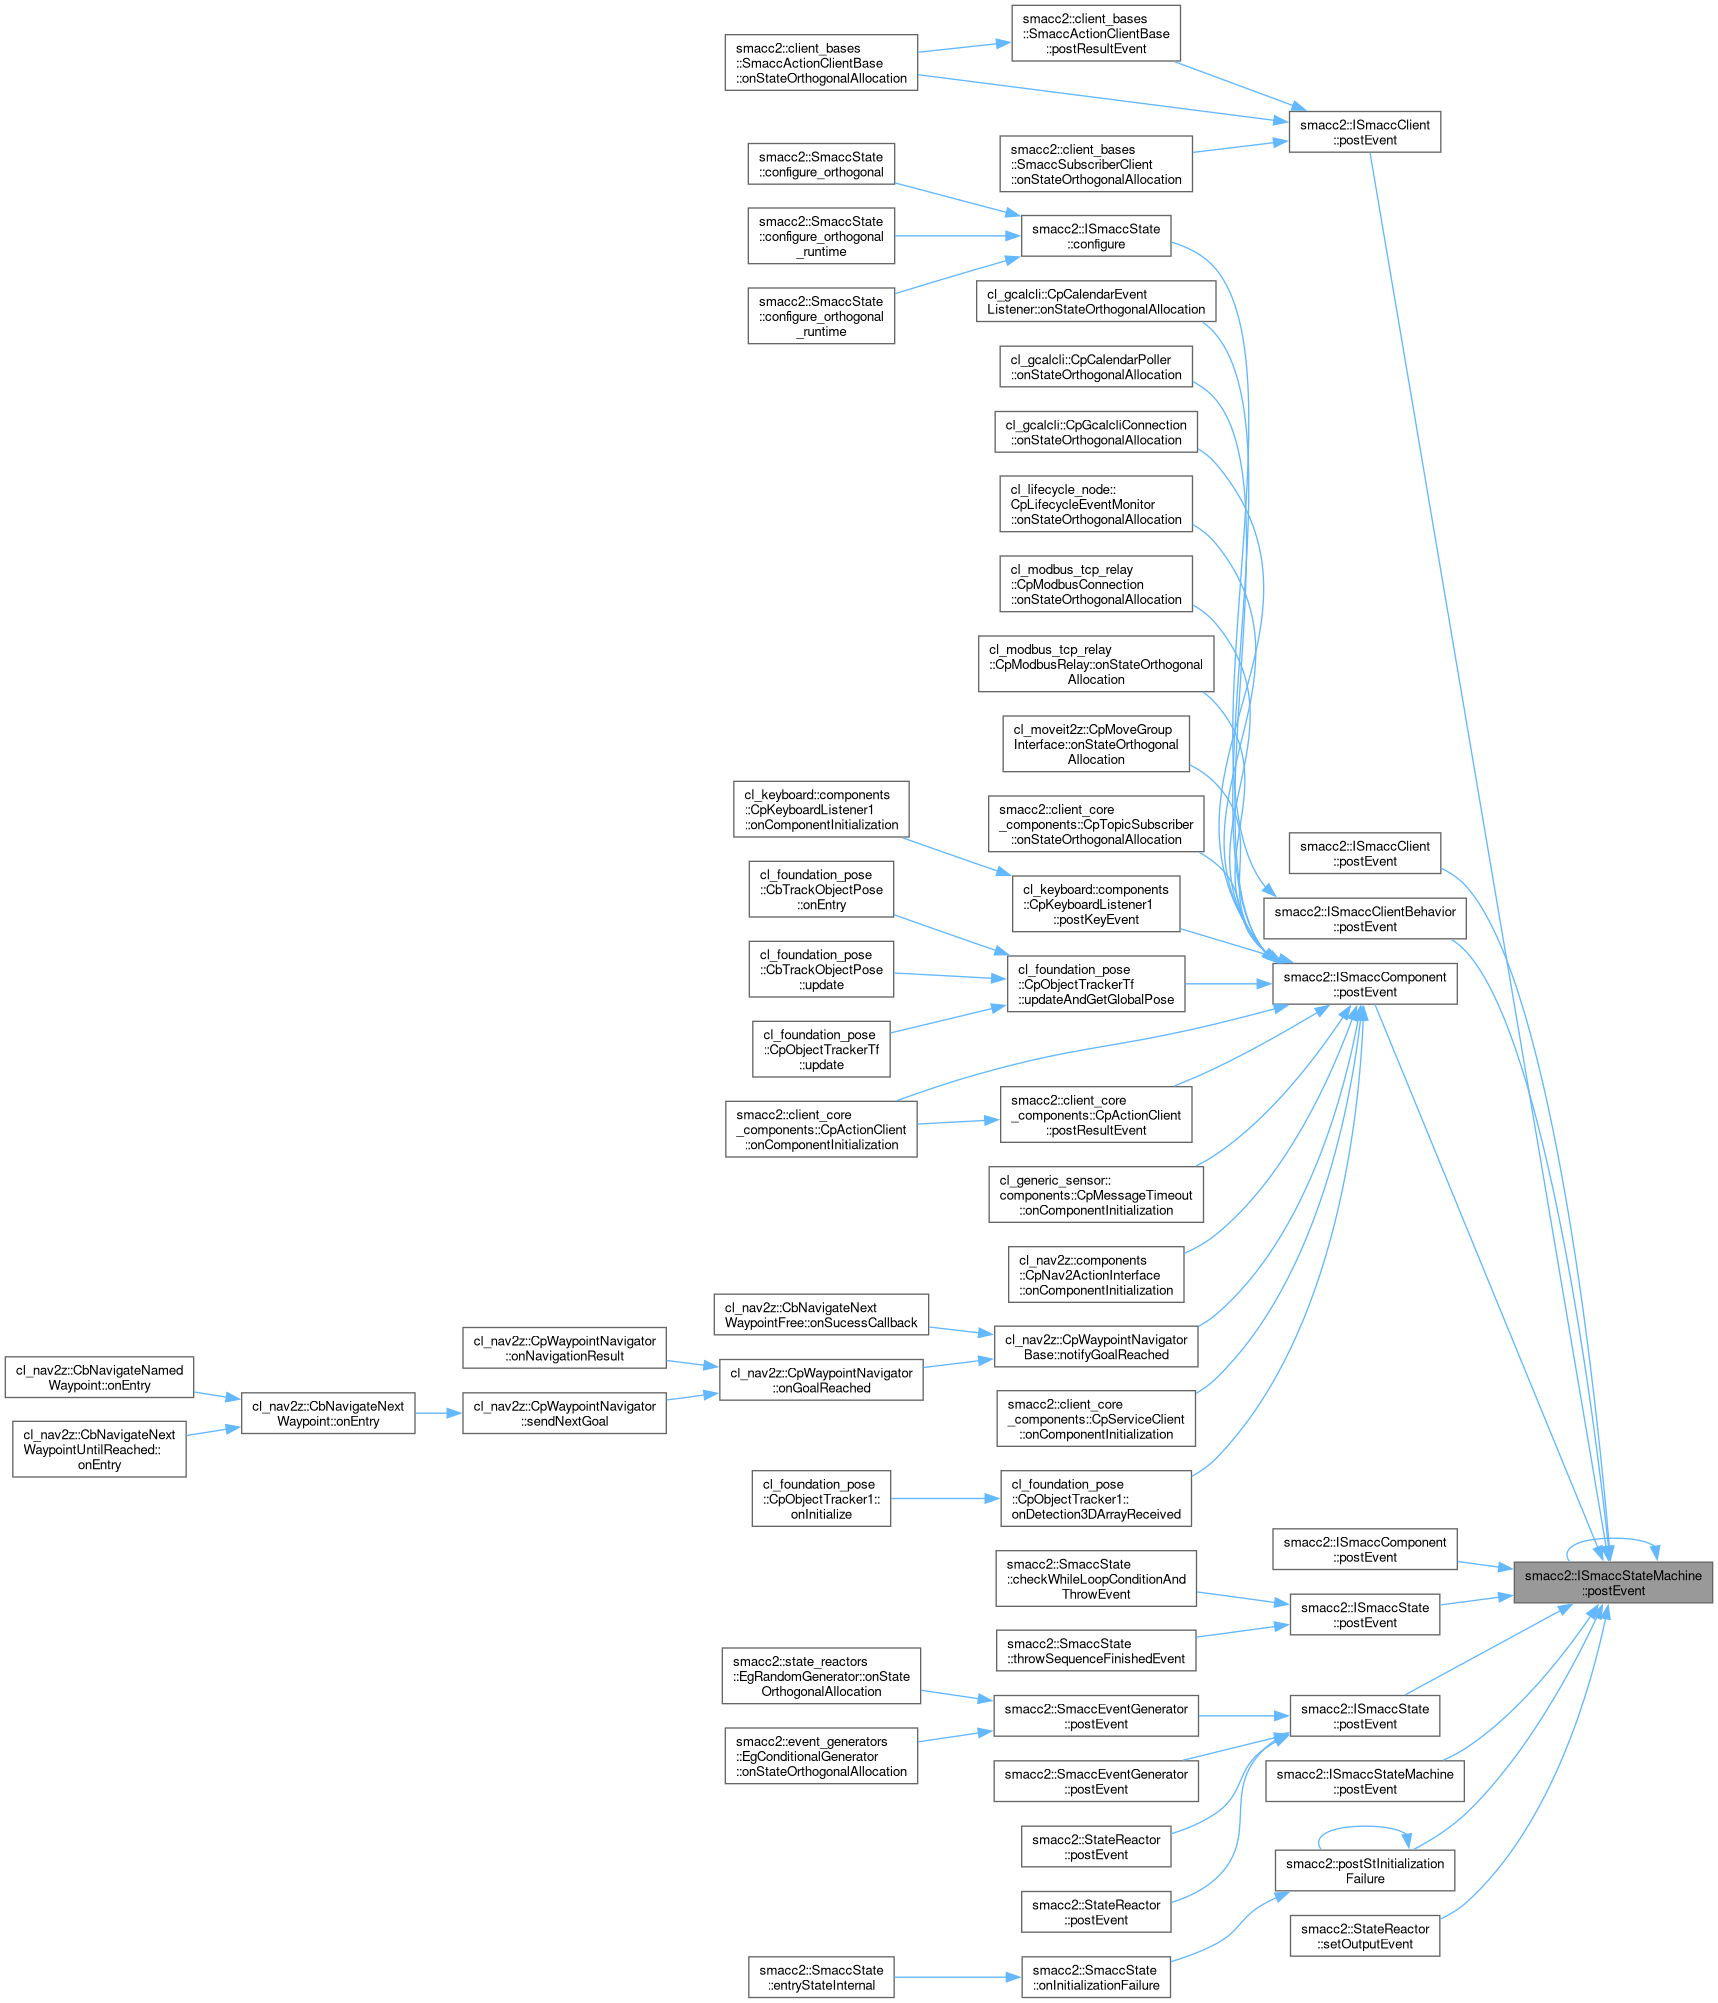 smacc2::client_bases
::SmaccActionClientBase
::postResultEvent
smacc2::client_bases
::SmaccActionClientBase
::onStateOrthogonalAllocation
smacc2::ISmaccClient
::postEvent
smacc2::client_bases
::SmaccSubscriberClient
::onStateOrthogonalAllocation
smacc2::SmaccState
::configure_orthogonal
smacc2::SmaccState
::configure_orthogonal
_runtime
smacc2::ISmaccState
::configure
smacc2::SmaccState
::configure_orthogonal
_runtime
cl_gcalcli::CpCalendarEvent
Listener::onStateOrthogonalAllocation
cl_gcalcli::CpCalendarPoller
::onStateOrthogonalAllocation
cl_gcalcli::CpGcalcliConnection
::onStateOrthogonalAllocation
cl_lifecycle_node::
CpLifecycleEventMonitor
::onStateOrthogonalAllocation
cl_modbus_tcp_relay
::CpModbusConnection
::onStateOrthogonalAllocation
cl_modbus_tcp_relay
::CpModbusRelay::onStateOrthogonal
Allocation
cl_moveit2z::CpMoveGroup
Interface::onStateOrthogonal
Allocation
smacc2::client_core
_components::CpTopicSubscriber
::onStateOrthogonalAllocation
cl_keyboard::components
::CpKeyboardListener1
::onComponentInitialization
cl_keyboard::components
::CpKeyboardListener1
::postKeyEvent
smacc2::ISmaccClient
::postEvent
smacc2::ISmaccClientBehavior
::postEvent
cl_foundation_pose
::CbTrackObjectPose
::onEntry
cl_foundation_pose
::CbTrackObjectPose
::update
cl_foundation_pose
::CpObjectTrackerTf
::updateAndGetGlobalPose
smacc2::ISmaccComponent
::postEvent
cl_foundation_pose
::CpObjectTrackerTf
::update
smacc2::client_core
_components::CpActionClient
::onComponentInitialization
smacc2::client_core
_components::CpActionClient
::postResultEvent
cl_generic_sensor::
components::CpMessageTimeout
::onComponentInitialization
cl_nav2z::components
::CpNav2ActionInterface
::onComponentInitialization
cl_nav2z::CbNavigateNext
WaypointFree::onSucessCallback
cl_nav2z::CpWaypointNavigator
Base::notifyGoalReached
cl_nav2z::CpWaypointNavigator
::onNavigationResult
cl_nav2z::CpWaypointNavigator
::onGoalReached
cl_nav2z::CbNavigateNamed
Waypoint::onEntry
cl_nav2z::CbNavigateNext
Waypoint::onEntry
cl_nav2z::CpWaypointNavigator
::sendNextGoal
cl_nav2z::CbNavigateNext
WaypointUntilReached::
onEntry
smacc2::client_core
_components::CpServiceClient
::onComponentInitialization
cl_foundation_pose
::CpObjectTracker1::
onInitialize
cl_foundation_pose
::CpObjectTracker1::
onDetection3DArrayReceived
smacc2::ISmaccComponent
::postEvent
smacc2::ISmaccStateMachine
::postEvent
smacc2::SmaccState
::checkWhileLoopConditionAnd
ThrowEvent
smacc2::ISmaccState
::postEvent
smacc2::SmaccState
::throwSequenceFinishedEvent
smacc2::state_reactors
::EgRandomGenerator::onState
OrthogonalAllocation
smacc2::SmaccEventGenerator
::postEvent
smacc2::ISmaccState
::postEvent
smacc2::event_generators
::EgConditionalGenerator
::onStateOrthogonalAllocation
smacc2::SmaccEventGenerator
::postEvent
smacc2::ISmaccStateMachine
::postEvent
smacc2::StateReactor
::postEvent
smacc2::postStInitialization
Failure
smacc2::StateReactor
::postEvent
smacc2::StateReactor
::setOutputEvent
smacc2::SmaccState
::entryStateInternal
smacc2::SmaccState
::onInitializationFailure